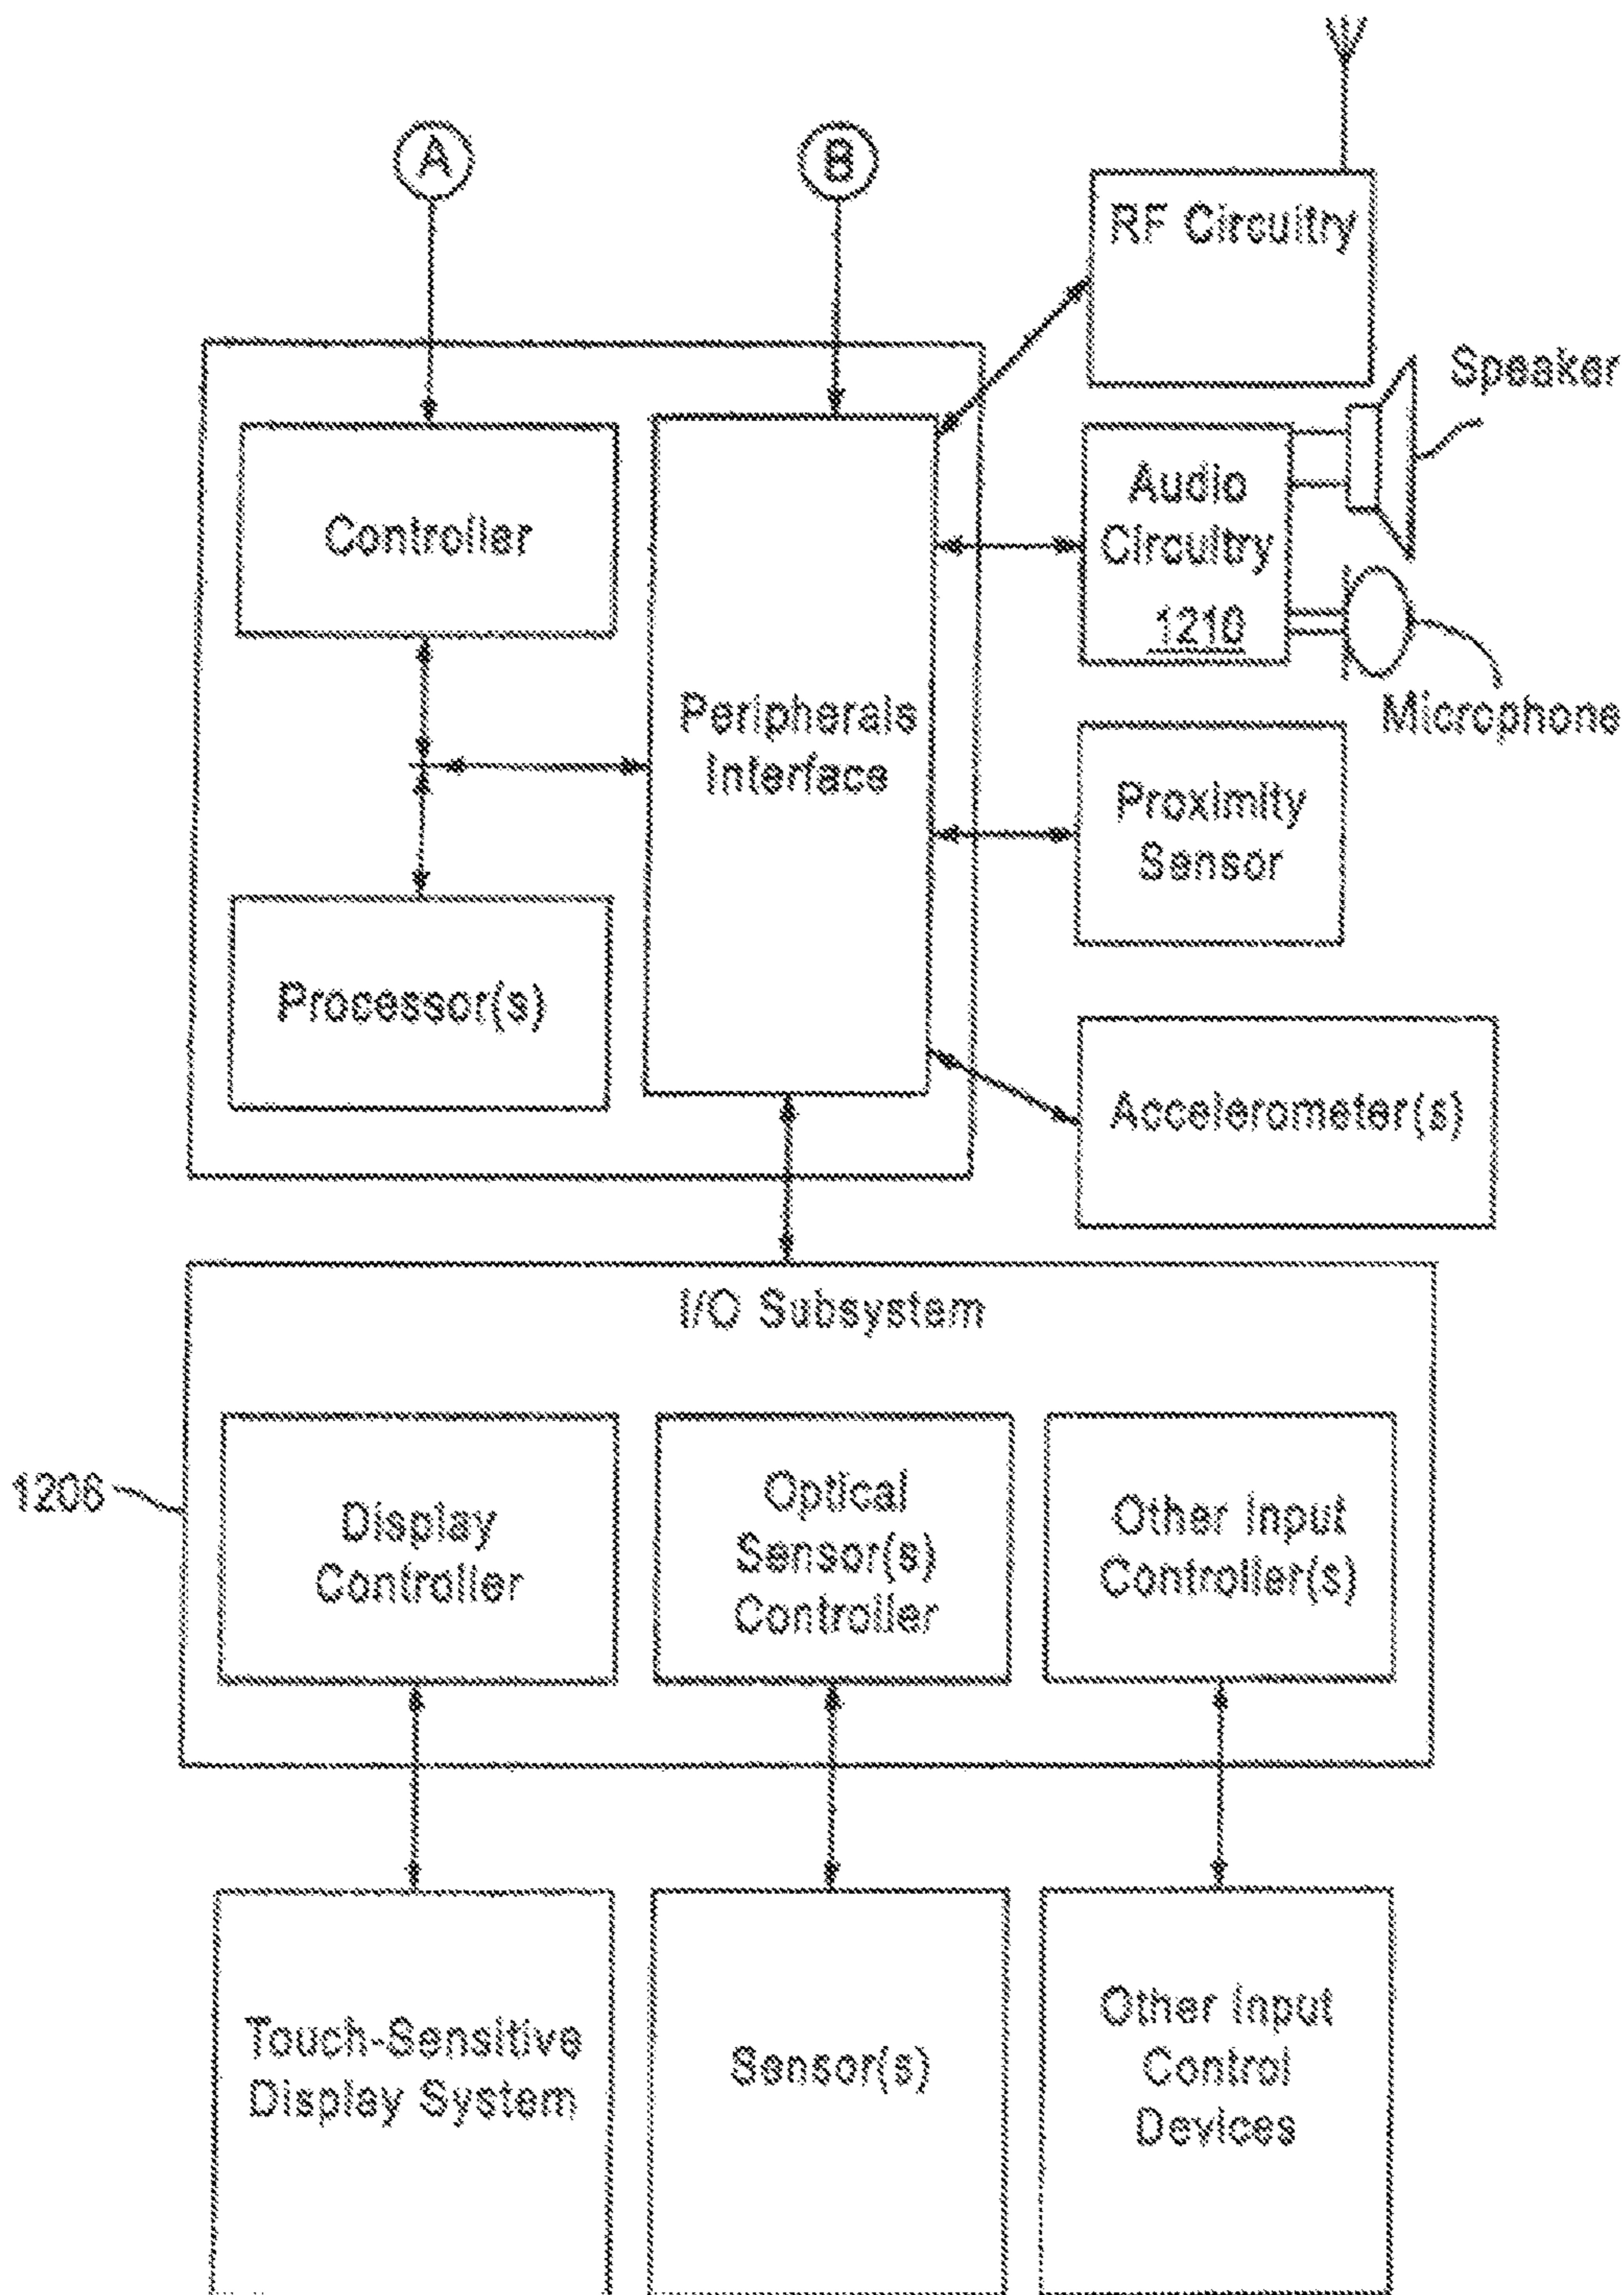 A
B
RF Circuitry
Speaker
Controller
Audio
Circuitry
1210
Microphone
Peripherals
Interface
Proximity
Sensor
Processor(s)
Accelerometer(s)
I/O Subsystem
1206
Display
Controller
Optical
Sensor(s)
Controller
Other Input
Controller(s)
Touch-Sensitive
Display System
Sensor(s)
Other Input
Control
Devices